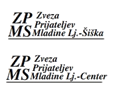 ZP Zveza
Prijateljev
MS Mladine Lj.-Šiška
ZP Zveza
Prijateljev
MS Mladine Lj.-Center